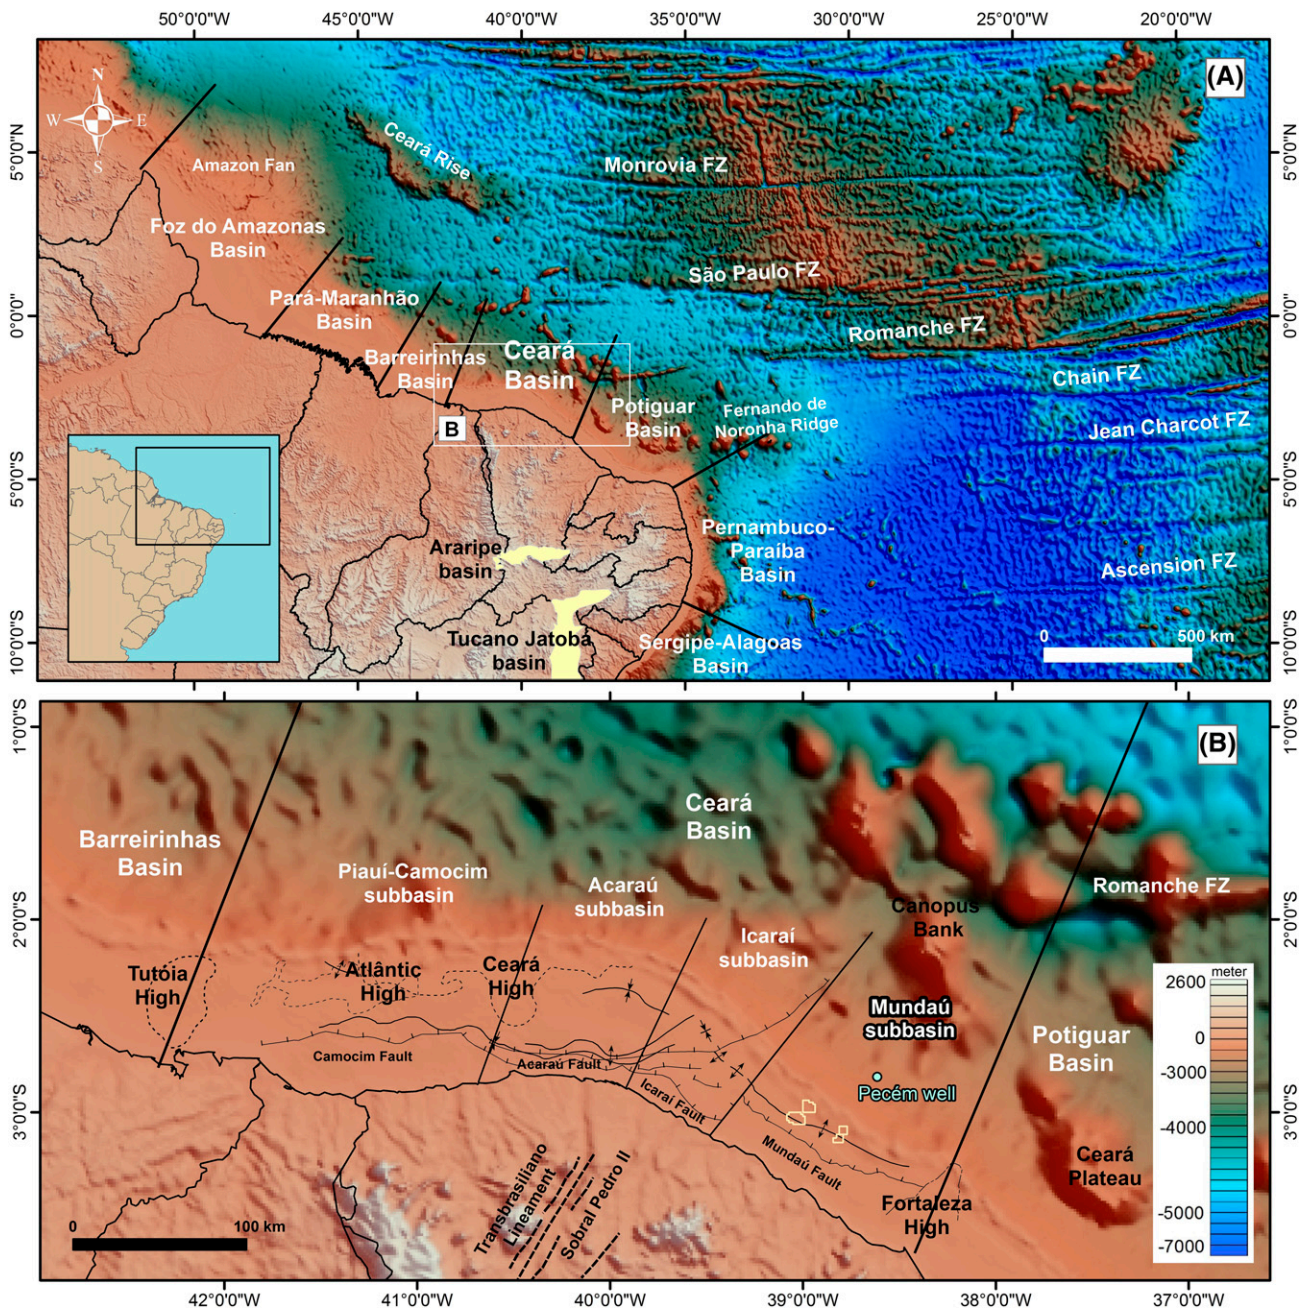 50°0'0"W
45°0'0"W
40°0'0"W
35°0'0"W
30°0'0"W
25°0'0"W
20°0'0"W
(A)
N
W
E
S
5°0'0"N
5°0'0"N
Amazon Fan
Ceará Rise
Monrovia FZ
Foz do Amazonas
Basin
São Paulo FZ
Pará-Maranhão
Basin
0°0'0"
0°0'0"
Romanche FZ
Barreirinhas
Basin
Ceará
Basin
Chain FZ
B
Potiguar
Basin
Fernando de
Noronha Ridge
Jean Charcot FZ
5°0'0"S
5°0'0"S
Araripe
basin
Pernambuco-
Paraíba
Basin
Ascension FZ
Tucano Jatobá
basin
Sergipe-Alagoas
Basin
0
500 km
10°0'0"S
10°0'0"S
1°0'0"S
1°0'0"S
(B)
Barreirinhas
Basin
Ceará
Basin
Piauí-Camocim
subbasin
Acaraú
subbasin
Icaraí
subbasin
Canopus
Bank
Romanche FZ
2°0'0"S
2°0'0"S
Tutóia
High
Atlântic
High
Ceará
High
Mundaú
subbasin
Potiguar
Basin
Camocim Fault
Acaraú Fault
Icaraí Fault
Mundaú Fault
Pecém well
3°0'0"S
3°0'0"S
Fortaleza
High
Ceará
Plateau
Transbrasiliano
Lineament
Sobral Pedro II
0
100 km
meter
2600
0
-3000
-4000
-5000
-7000
42°0'0"W
41°0'0"W
40°0'0"W
39°0'0"W
38°0'0"W
37°0'0"W